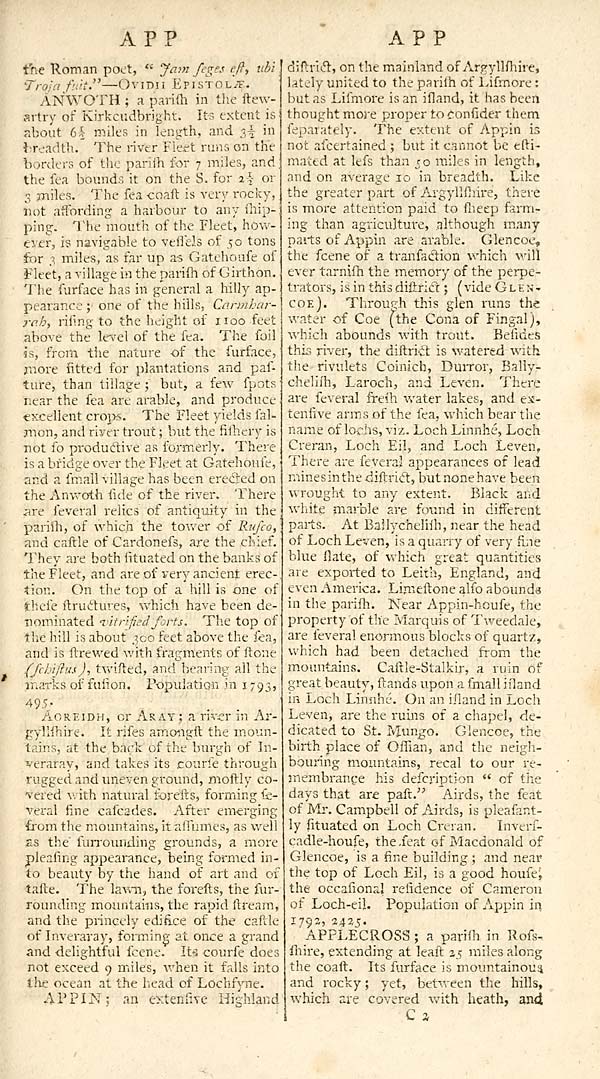 APP
the Roman poet, “ Jam ſeges eſt, ubi
Troja fuit.”—OVIDII EPISTOLÆ.
ANWOTH ; a pariſh in the ſtew-
artry of Kirkcudbright. Its extent is
about 6½ miles in length, and 3½ in
breadth. The river Fleet runs on the
borders of the pariſh for 7 miles, and
the ſea bounds it on the S. for 2½ or
3 miles. The ſea coaſt is very rocky,
not affording a harbour to any ſhip-
ping. The mouth of the Fleet, how-
ever, is navigable to veſſels of 50 tons
for 3 miles, as far up as Gatehouſe of
Fleet, a village in the pariſh of Girthon.
The ſurface has in general a hilly ap-
pearance ; one of the hills, Carmhar-
rah, riſing to the height of 1100 feet
above the level of the ſea. The ſoil
is, from the nature of the ſurface,
more fitted for plantations and paſ-
ture, than tillage ; but, a few ſpots
near the ſea are arable, and produce
excellent crops. The Fleet yields ſal-
mon, and river trout ; but the fiſhery is
not ſo productive as formerly. There
is a bridge over the Fleet at Gatehouſe,
and a ſmall village has been erected on
the Anwoth ſide of the river. There
are ſeveral relics of antiquity in the
pariſh, of which the tower of Ruſco,
and caſtle of Cardoneſs, are the chief.
They are both ſituated on the banks of
the Fleet, and are of very ancient erec-
tion. On the top of a hill is one of
theſe ſtructures, which have been de-
nominated vitrified forts. The top of
the hill is about 300 feet above the ſea,
and is ſtrewed with fragments of ſtone
(ſchiſtus), twiſted, and bearing all the
marks of fuſion. Population in 1793,
495.
AOREIDH, or ARAY ; a river in Ar-
gyllſhire. It riſes amongſt the moun-
tains, at the back of the burgh of In-
veraray, and takes its courſe through
rugged and uneven ground, moſtly co-
vered with natural foreſts, forming ſe-
veral fine caſcades. After emerging
from the mountains, it aſſumes, as well
as the ſurrounding grounds, a more
pleaſing appearance, being formed in-
to beauty by the hand of art and of
taſte. The lawn, the foreſts, the ſur-
rounding mountains, the rapid ſtream,
and the princely edifice of the caſtle
of Inveraray, forming at once a grand
and delightful ſcene. Its courſe does
not exceed 9 miles, when it falls into
the ocean at the head of Lochfyne.
APPIN ; an extenſive Highland
APP
diſtrict, on the mainland of Argyllſhire,
lately united to the pariſh of Liſmore :
but as Liſmore is an iſland, it has been
thought more proper to conſider them
ſeparately. The extent of Appin is
not aſcertained ; but it cannot be eſti-
mated at leſs than 50 miles in length,
and on average 10 in breadth. Like
the greater part of Argyllſhire, there
is more attention paid to ſheep farm-
ing than agriculture, although many
parts of Appin are arable. Glencoe,
the ſcene of a tranſaction which will
ever tarniſh the memory of the perpe-
trators, is in this diſtrict ; (vide GLEN-
COE). Through this glen runs the
water of Coe (the Cona of Fingal),
which abounds with trout. Beſides
this river, the diſtrict is watered with
the rivulets Coinich, Durror, Bally-
cheliſh, Laroch, and Leven. There
are ſeveral freſh water lakes, and ex-
tenſive arms of the ſea, which bear the
name of lochs, viz. Loch Linnhé, Loch
Creran, Loch Eil, and Loch Leven.
There are ſeveral appearances of lead
mines in the diſtrict, but none have been
wrought to any extent. Black and
white marble are found in different
parts. At Ballycheliſh, near the head
of Loch Leven, is a quarry of very fine
blue ſlate, of which great quantities
are exported to Leith, England, and
even America. Limeſtone alſo abounds
in the pariſh. Near Appin-houſe, the
property of the Marquis of Tweedale,
are ſeveral enormous blocks of quartz,
which had been detached from the
mountains. Caſtle-Stalkir, a ruin of
great beauty, ſtands upon a ſmall iſland
in Loch Linnhé. On an iſland in Loch
Leven, are the ruins of a chapel, de-
dicated to St. Mungo. Glencoe, the
birth place of Oſſian, and the neigh-
bouring mountains, recal to our re-
membrance his deſcription “ of the
days that are paſt.” Airds, the ſeat
of Mr. Campbell of Airds, is pleaſant-
ly ſituated on Loch Creran. Inverſ-
cadle-houſe, the ſeat of Macdonald of
Glencoe, is a fine building ; and near
the top of Loch Eil, is a good houſe,
the occaſional reſidence of Cameron
of Loch-eil. Population of Appin in
1792, 2425.
APPLECROSS ; a pariſh in Roſs-
ſhire, extending at leaſt 25 miles along
the coaſt. Its ſurface is mountainous
and rocky ; yet, between the hills,
which are covered with heath, and
C 2